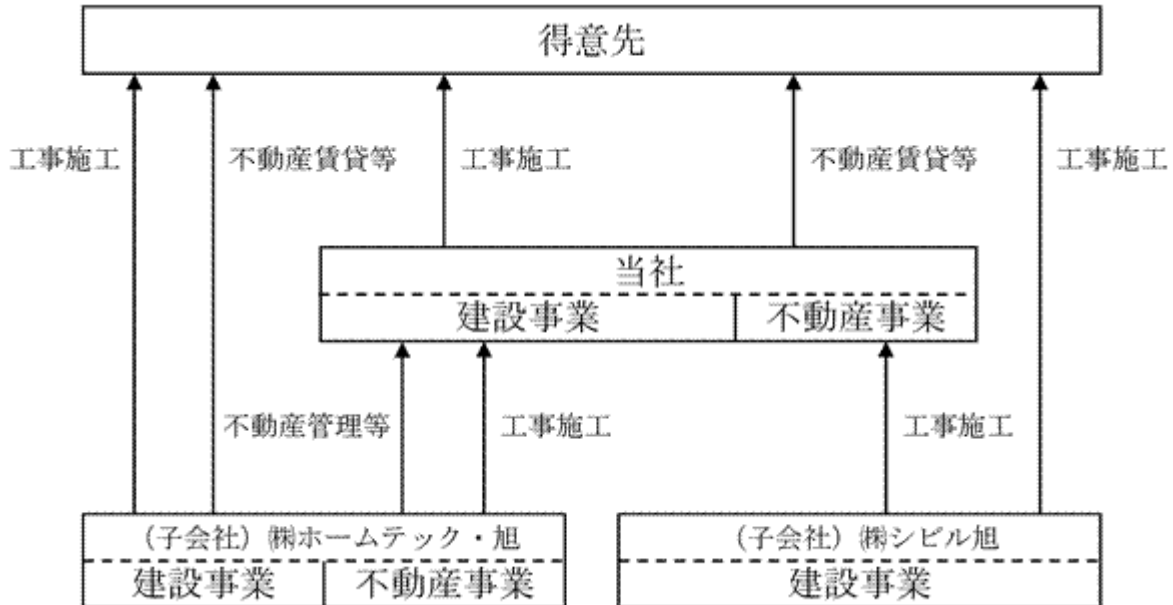 得意先
工事施工
不動産賃貸等
工事施工
不動産賃貸等
工事施工
当社
建設事業
不動産事業
不動産管理等
工事施工
工事施工
(子会社)㈱ホームテック・旭
(子会社)㈱シビル旭
建設事業
不動産事業
建設事業